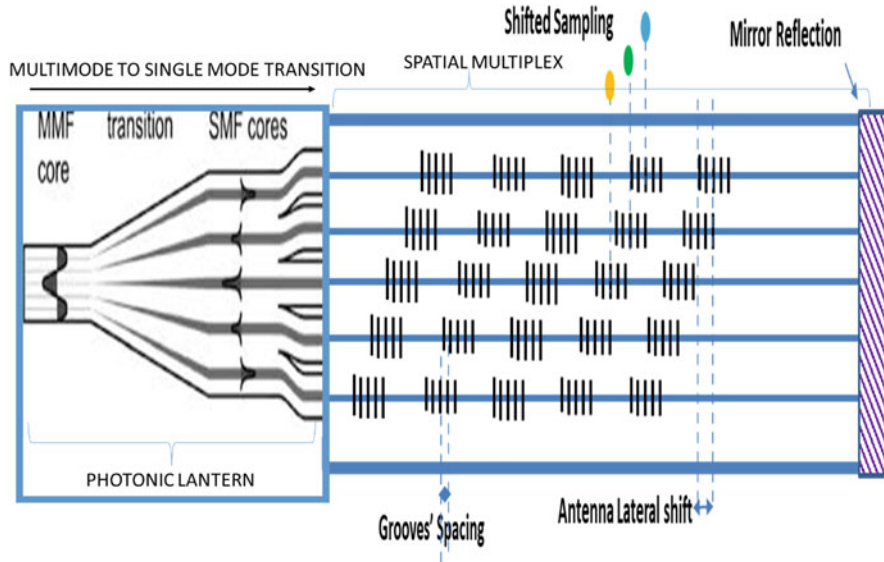 Shifted Sampling
Mirror Reflection
MULTIMODE TO SINGLE MODE TRANSITION
SPATIAL MULTIPLEX
MMF transition SMF cores
core
PHOTONIC LANTERN
Grooves' Spacing
Antenna Lateral shift